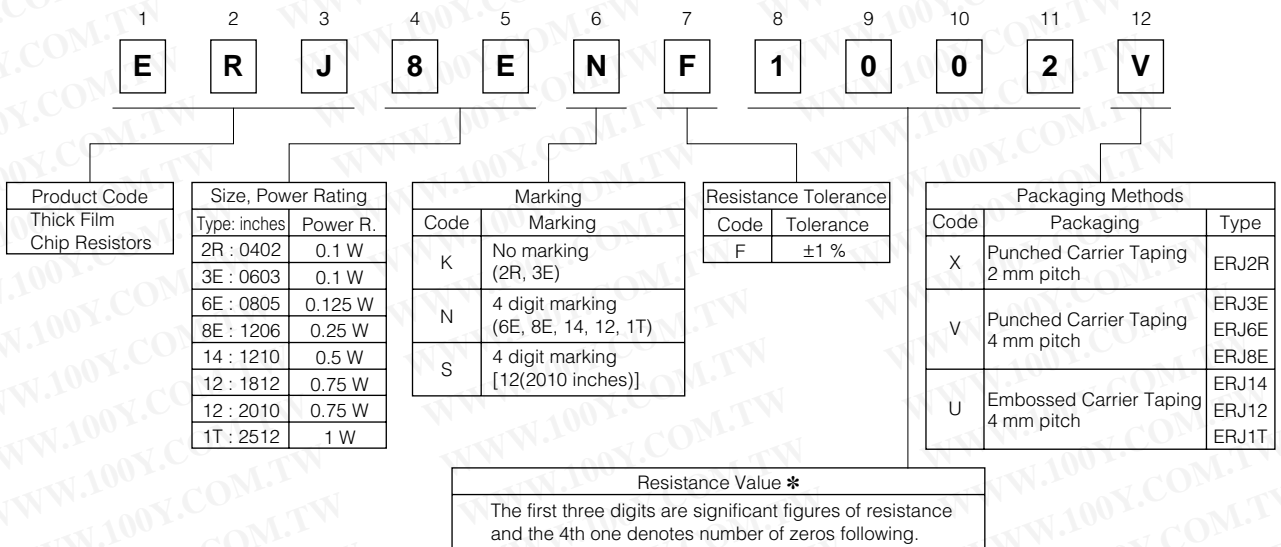 1 2 3 4 5 6 7 8 9 10 11 12
E R J 8 E N F 1 0 0 2 V
Product Code
Thick Film
Chip Resistors
Size, Power Rating
Type: inches Power R.
2R : 0402 0.1 W
3E : 0603 0.1 W
6E : 0805 0.125 W
8E : 1206 0.25 W
14 : 1210 0.5 W
12 : 1812 0.75 W
12 : 2010 0.75 W
1T : 2512 1 W
Marking
Code Marking
K No marking
(2R, 3E)
N 4 digit marking
(6E, 8E, 14, 12, 1T)
S 4 digit marking
[12(2010 inches)]
Resistance Tolerance
Code Tolerance
F ±1 %
Packaging Methods
Code Packaging Type
X Punched Carrier Taping
2 mm pitch ERJ2R
V Punched Carrier Taping
4 mm pitch
ERJ3E
ERJ6E
ERJ8E
U Embossed Carrier Taping
4 mm pitch
ERJ14
ERJ12
ERJ1T
Resistance Value ✻
The first three digits are significant figures of resistance
and the 4th one denotes number of zeros following.
WWW.100Y.COM.TW